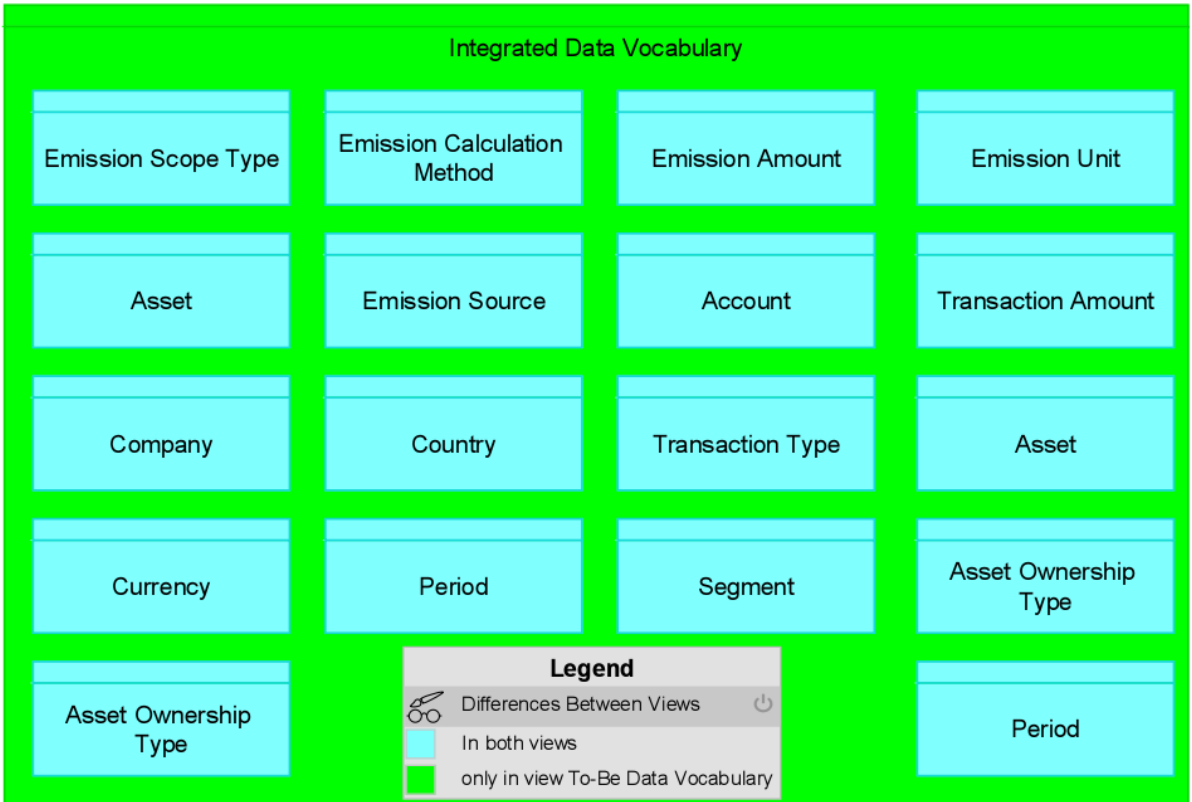 Integrated Data Vocabulary
Emission Scope Type
Emission Calculation
Method
Emission Amount
Emission Unit
Asset
Emission Source
Account
Transaction Amount
Company
Country
Transaction Type
Asset
Currency
Period
Segment
Asset Ownership
Type
Asset Ownership
Type
Period
Legend
Differences Between Views
In both views
only in view To-Be Data Vocabulary